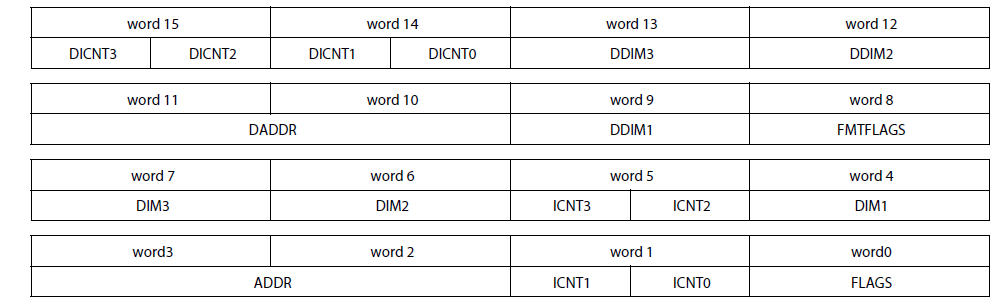 word 15 word 14 word 13 word 12
DICNT3 DICNT2 DICNT1 DICNT0 DDIM3 DDIM2
word 11 word 10 word 9 word 8
DADDR DDIM1 FMTFLAGS
word 7 word 6 word 5 word 4
DIM3 DIM2 ICNT3 ICNT2 DIM1
word3 word 2 word 1 word0
ADDR ICNT1 ICNT0 FLAGS